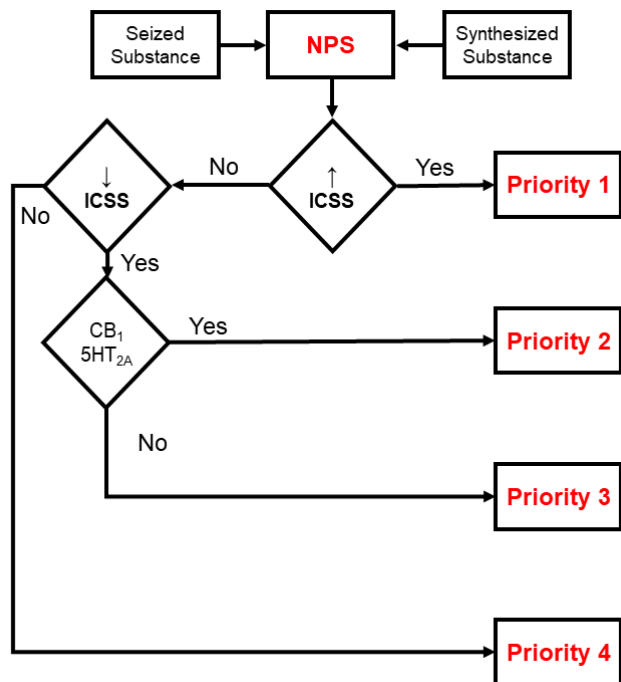 Seized
Substance
NPS
Synthesized
Substance
↓
ICSS
No
↑
ICSS
Yes
Priority 1
No
Yes
CB₁
5HT₂A
Yes
Priority 2
No
Priority 3
Priority 4